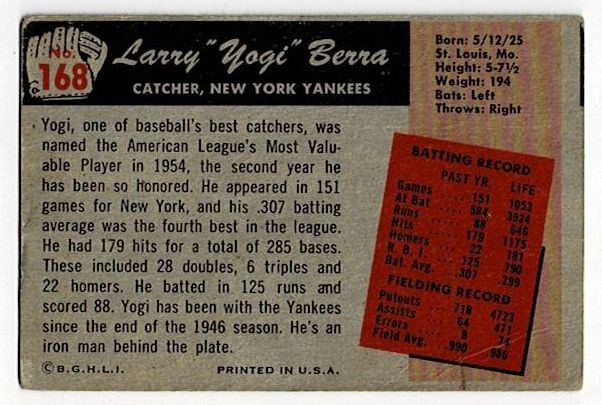 No.
168
Larry "Yogi" Berra
CATCHER, NEW YORK YANKEES
Born: 5/12/25
St. Louis, Mo.
Height: 5-7½
Weight: 194
Bats: Left
Throws: Right
Yogi, one of baseball's best catchers, was
named the American League's Most Valu-
able Player in 1954, the second year he
has been so Honored. He appeared in 151
games for New York, and his .307 batting
average was the fourth best in the league.
He had 179 hits for a total of 285 bases.
These included 28 doubles, 6 triples and
22 homers. He batted in 125 runs and
scored 88. Yogi has been with the Yankees
since the end of the 1946 season. He's an
iron man behind the plate.
BATTING RECORD
PAST YR. LIFE
Games 151 1053
At Bat 584 3924
Runs 88 646
Hits 179 1175
Homers 22 181
R. B. I. 125 790
Bat. Avg. .307 .299
FIELDING RECORD
Putouts 718 4723
Assists 64 471
Errors 8
Field Avg. .990 986
© B.G.H.L.I. PRINTED IN U.S.A.